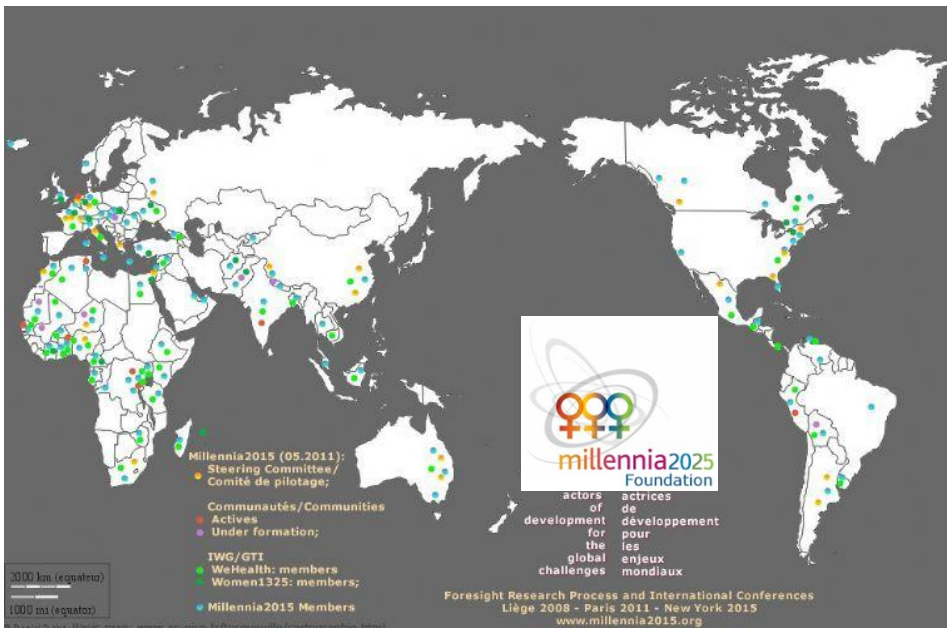 millennia2025
Foundation
Millennia2015 (05.2011):
Steering Committee/
Comité de pilotage;
Communautés/Communities
Actives
Under formation;
IWG/GTI
WeHealth: members
Women1325: members;
Millennia2015 Members
actors actrices
of de
development développement
for pour
the les
global enjeux
challenges mondiaux
2000 km (equateur)
1000 mi (equator)
Foresight Research Process and International Conferences
Liège 2008 - Paris 2011 - New York 2015
www.millennia2015.org